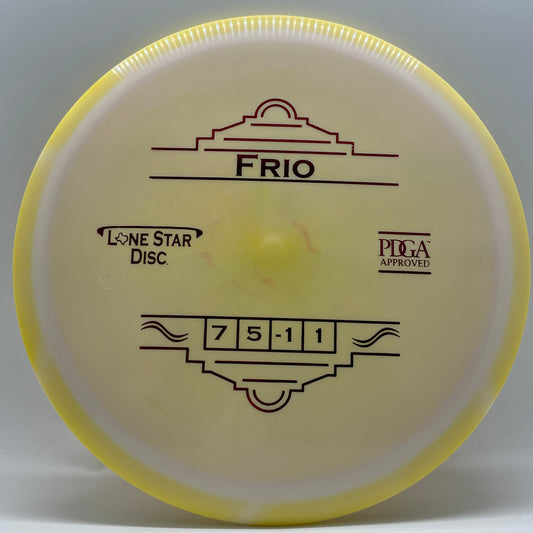 FRIO
LONE STAR
DISC
PDGA
APPROVED
7 5 -1 1